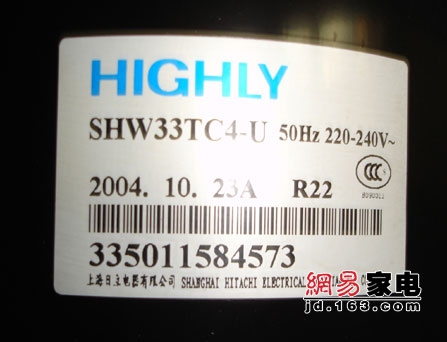 HIGHLY
SHW33TC4-U 50Hz 220-240V~
2004. 10. 23A R22
CCC
335011584573
上海日立电器有限公司 SHANGHAI HITACHI ELECTRICAL
網易家电
jd.163.com